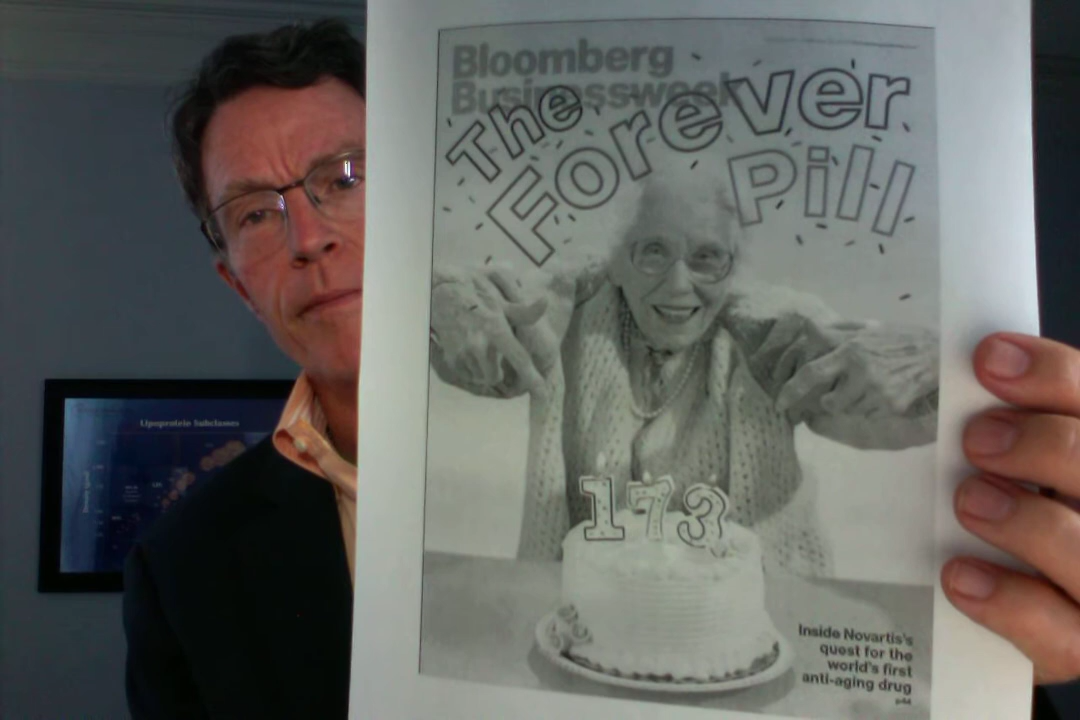 Bloomberg
Businessweek
The
Forever
Pill
173
Inside Novartis's
quest for the
world's first
anti-aging drug
Lipoprotein Subclasses